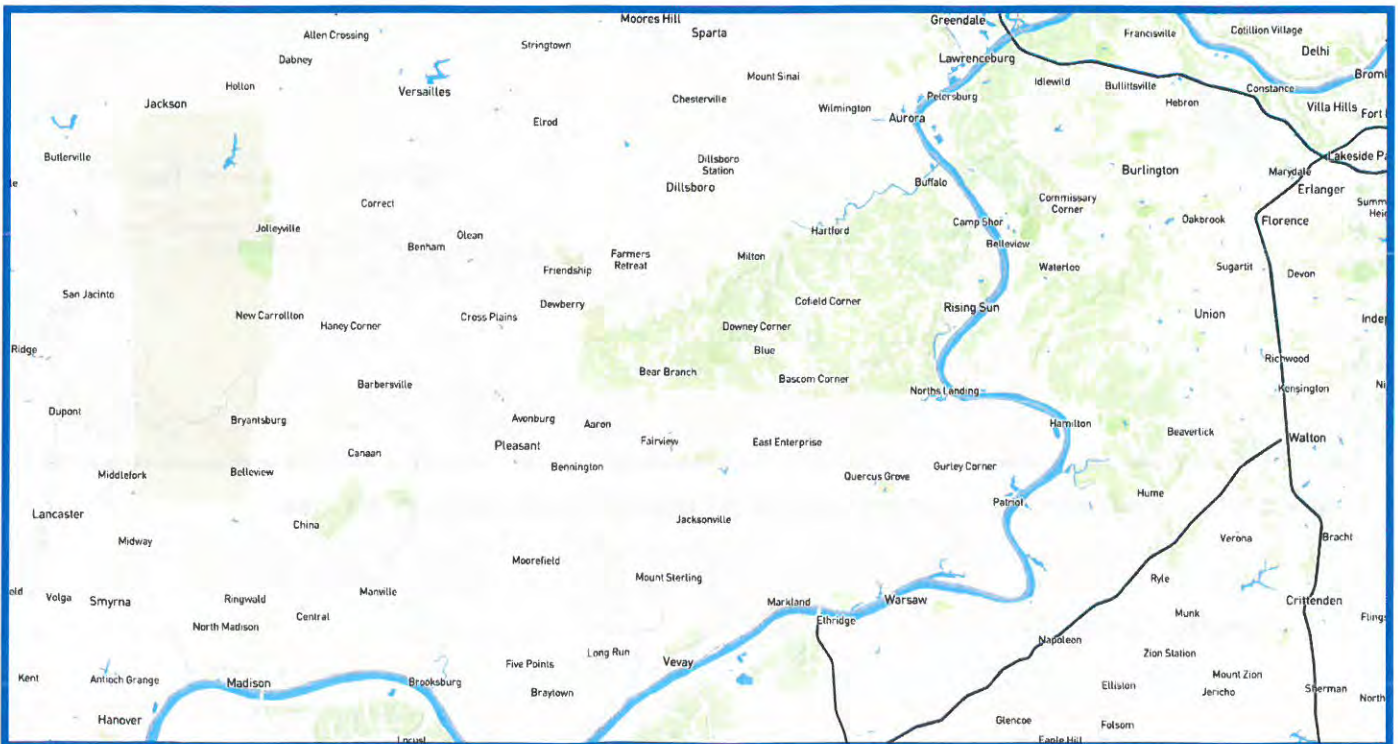 Moores Hill
Greendale
Sparta
Allen Crossing
Francisville
Cotillion Village
Stringtown
Delhi
Dabney
Lawrenceburg
Mount Sinai
Idlewild
Bullittsville
Constance
Holton
Versailles
Chesterville
Petersburg
Hebron
Jackson
Wilmington
Villa Hills
Aurora
Elrod
Butlerville
Dillsboro
Station
Lakeside
Burlington
Marydale
Dillsboro
Buffalo
Erlanger
Correct
Commissary
Corner
Camp Shor
Oakbrook
Florence
Jolleyville
Hartford
Olean
Benham
Belleview
Farmers
Retreat
Milton
Friendship
Waterloo
Sugartit
Devon
San Jacinto
Dewberry
Cofield Corner
Rising Sun
New Carrollton
Haney Corner
Cross Plains
Union
Downey Corner
Ridge
Blue
Richwood
Bear Branch
Bascom Corner
Barbersville
Norths Landing
Kensington
Dupont
Bryantsburg
Avonburg
Aaron
Hamilton
Pleasant
Fairview
East Enterprise
Beaverlick
Walton
Canaan
Bennington
Middlefork
Belleview
Quercus Grove
Gurley Corner
Patriot
Hume
Lancaster
China
Jacksonville
Midway
Verona
Bracht
Moorefield
Mount Sterling
Ryle
Volga
Smyrna
Ringwald
Manville
Markland
Warsaw
Crittenden
North Madison
Central
Ethridge
Munk
Napoleon
Five Points
Long Run
Vevay
Zion Station
Kent
Antioch Grange
Madison
Brooksburg
Braytown
Elliston
Mount Zion
Jericho
Sherman
North
Hanover
Glencoe
Folsom
Locust
Eagle Hill